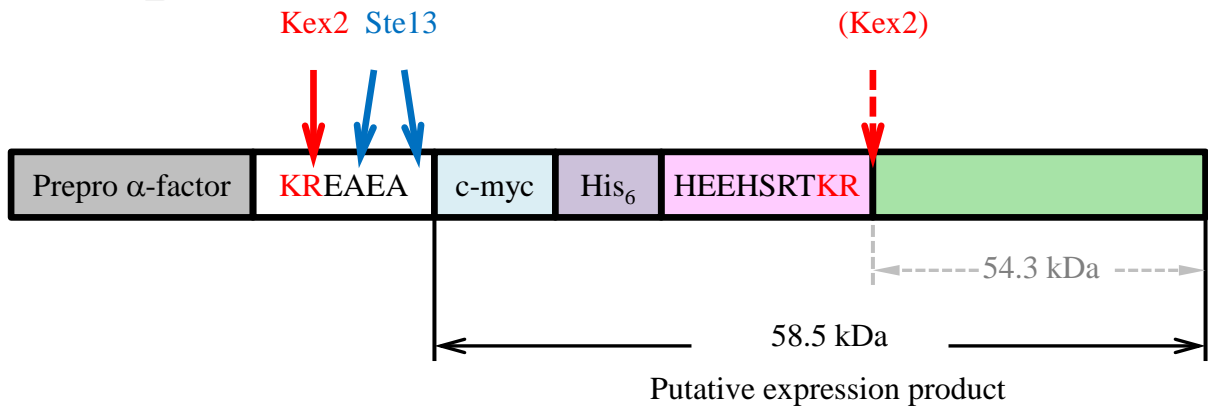 Kex2 Ste13 (Kex2)
Prepro α-factor KREAEA c-myc His₆ HEEHSRTKR
54.3 kDa
58.5 kDa
Putative expression product